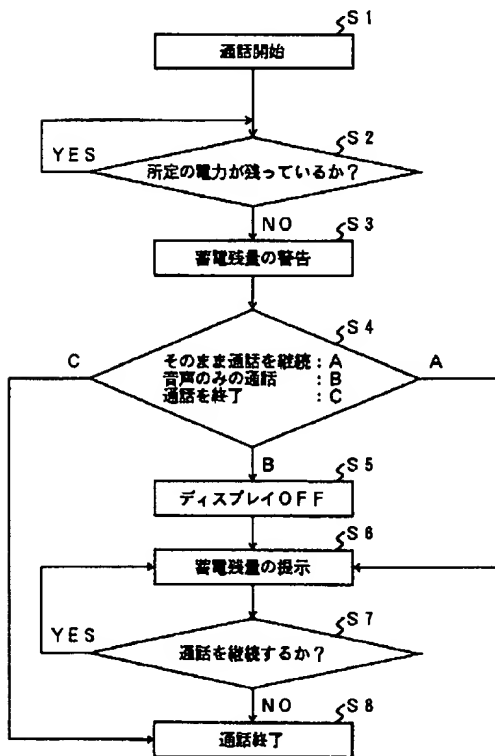 S1
通話開始
S2
YES
所定の電力が残っているか?
NO
S3
蓄電残量の警告
S4
C
A
そのまま通話を継続:A
音声のみの通話:B
通話を終了:C
B
S5
ディスプレイOFF
S6
蓄電残量の提示
S7
YES
通話を継続するか?
NO
S8
通話終了